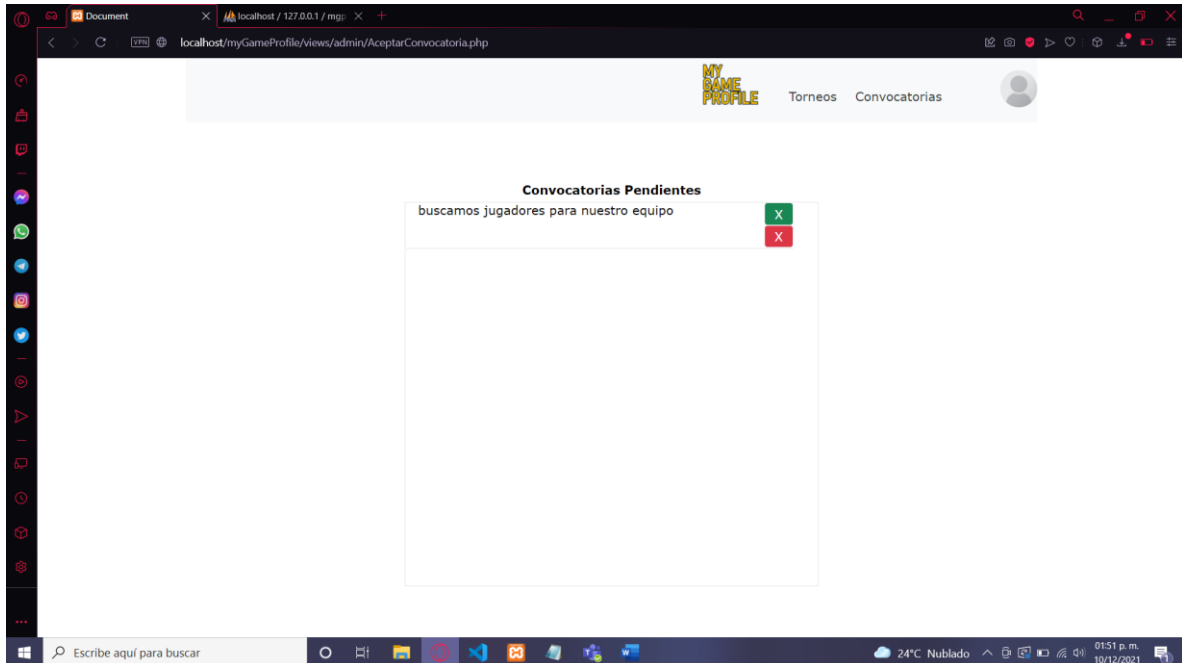 Document
localhost / 127.0.0.1 / mgp
VPN
localhost/myGameProfile/views/admin/AceptarConvocatoria.php
MY
GAME
PROFILE
Torneos
Convocatorias
Convocatorias Pendientes
buscamos jugadores para nuestro equipo
X
X
Escribe aquí para buscar
24°C Nublado
01:51 p. m.
10/12/2021